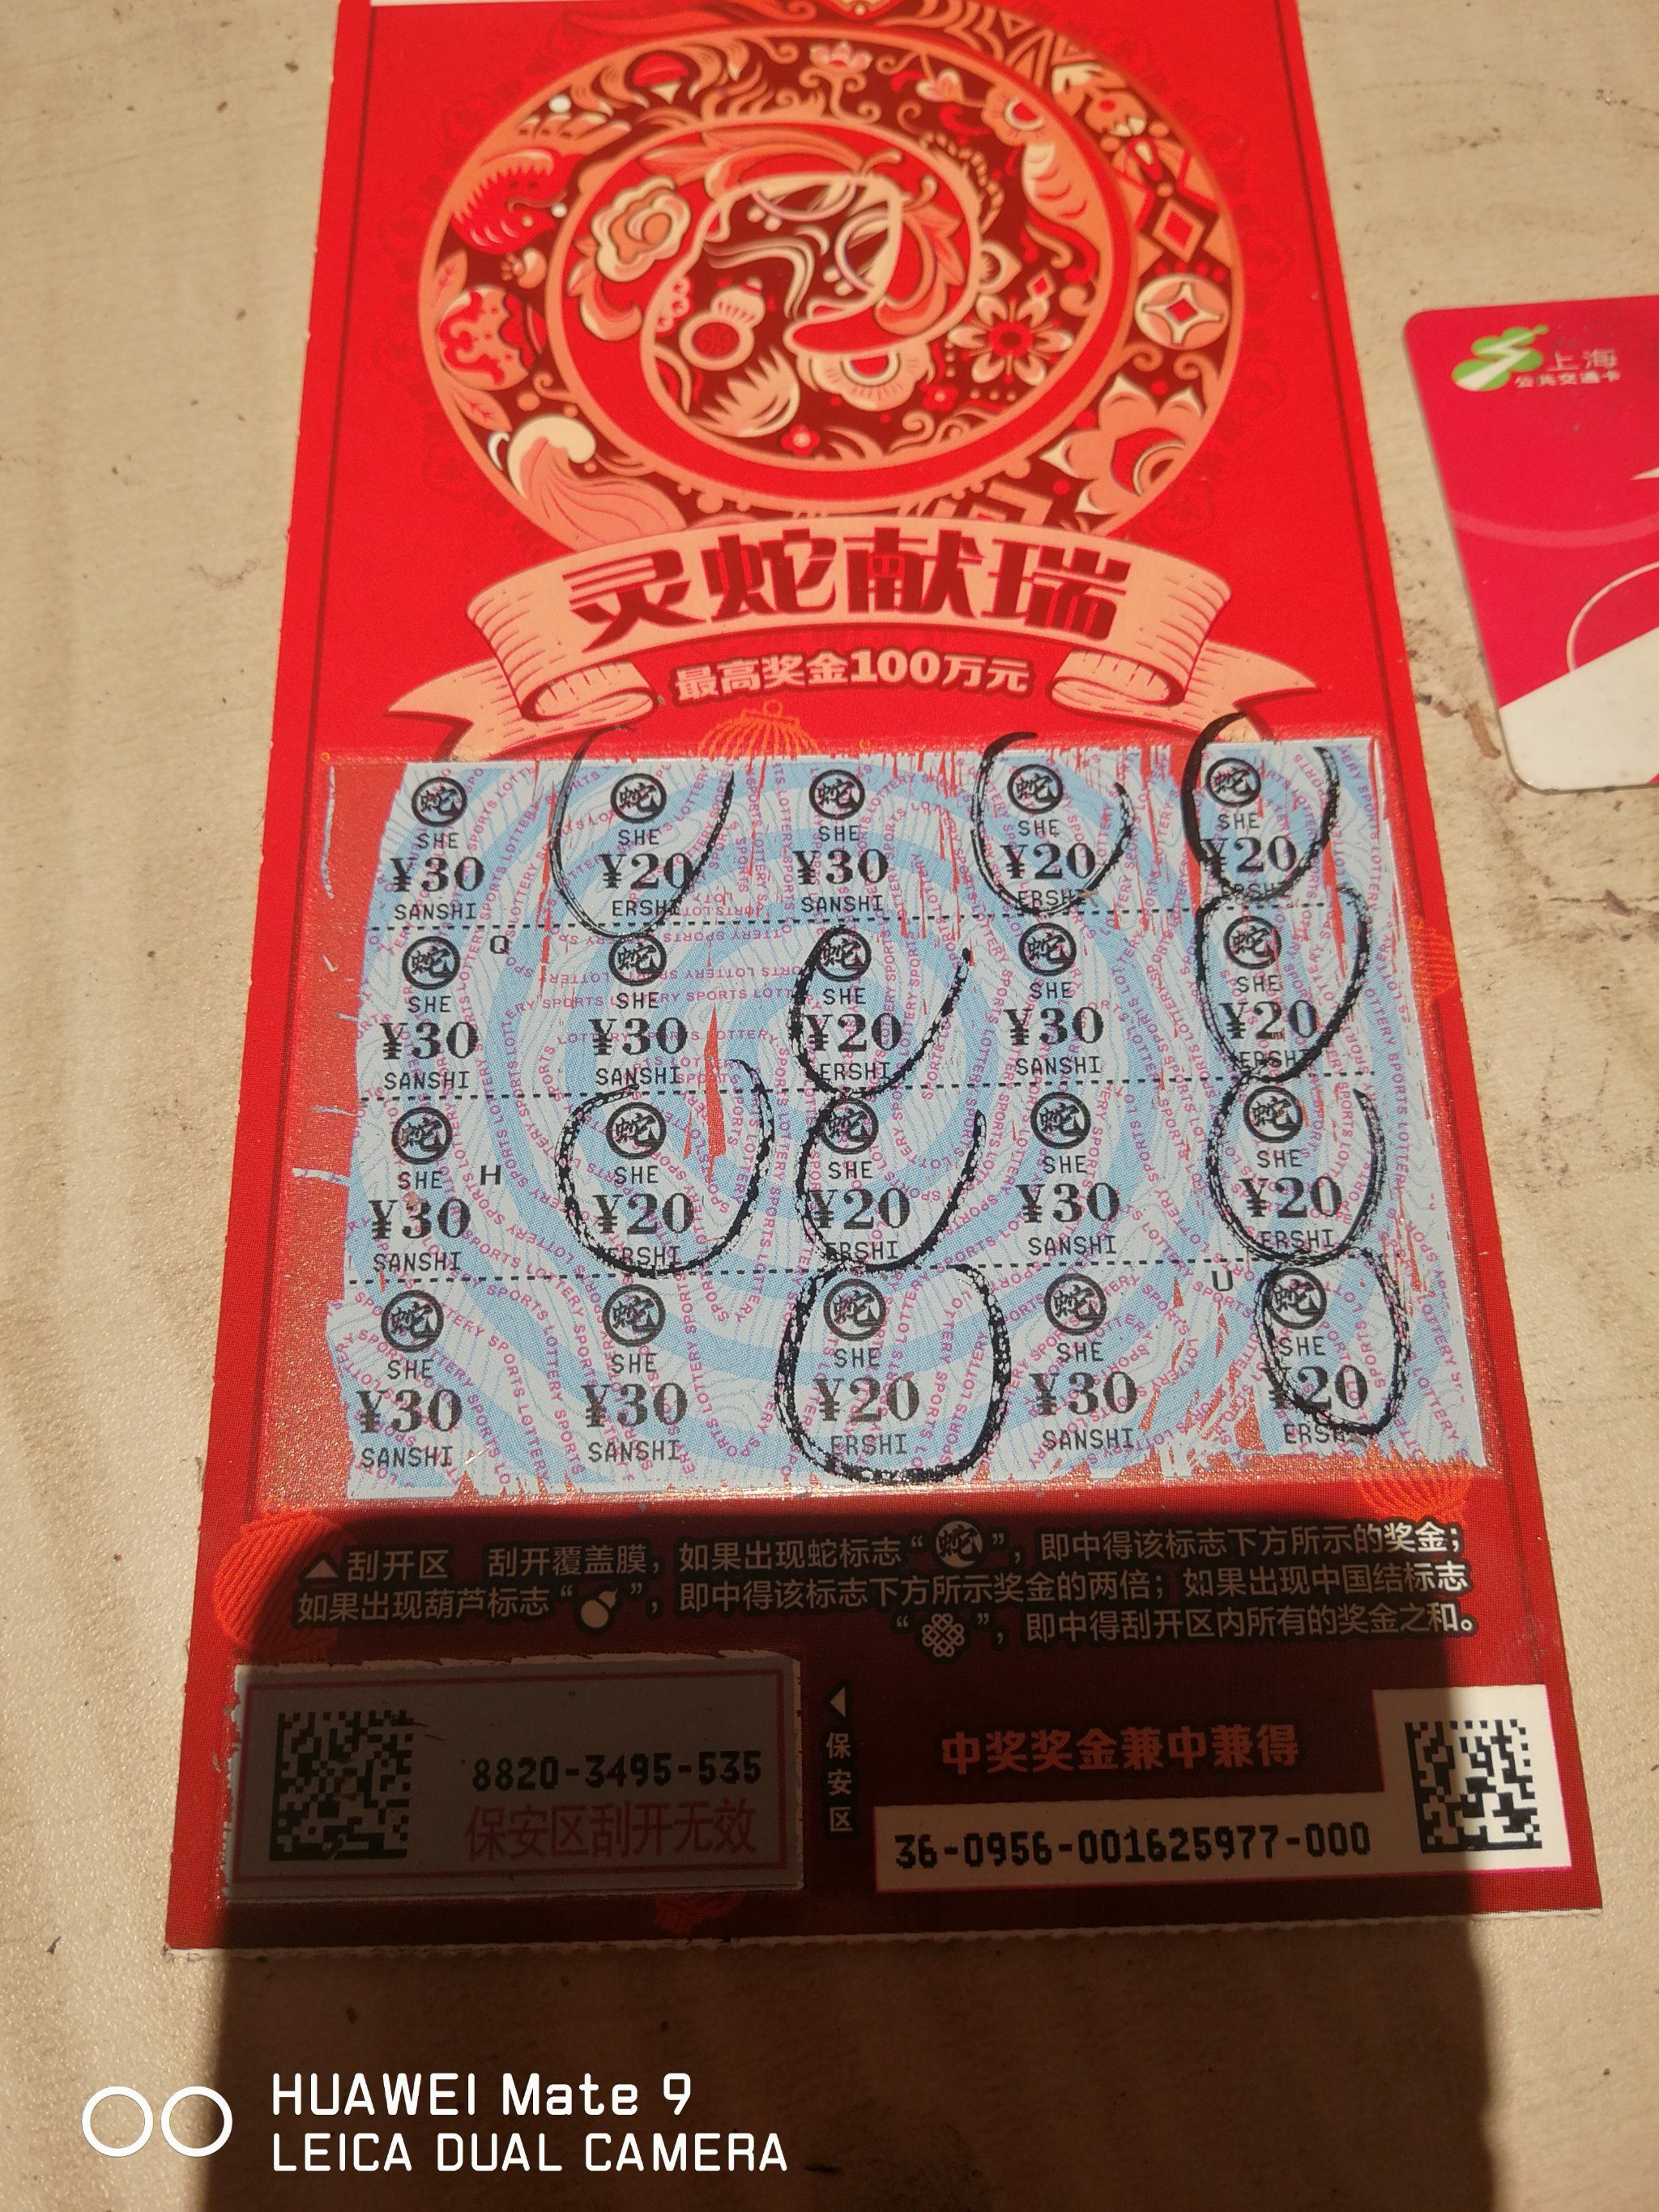 上海
公共交通卡
灵蛇献瑞
最高奖金100万元
蛇 蛇 蛇 蛇 蛇
SHE SHE SHE SHE SHE
¥30 ¥20 ¥30 ¥20 ¥20
SANSHI ERSHI SANSHI ERSHI ERSHI
Q
蛇 蛇 蛇 蛇 蛇
SHE SHE SHE SHE SHE
¥30 ¥30 ¥20 ¥30 ¥20
SANSHI SANSHI ERSHI SANSHI ERSHI
蛇 蛇 蛇 蛇 蛇
SHE H SHE SHE SHE SHE
¥30 ¥20 ¥20 ¥30 ¥20
SANSHI ERSHI ERSHI SANSHI ERSHI
U
蛇 蛇 蛇 蛇 蛇
SHE SHE SHE SHE SHE
¥30 ¥30 ¥20 ¥30 ¥20
SANSHI SANSHI ERSHI SANSHI ERSHI
▲刮开区 刮开覆盖膜，如果出现蛇标志“蛇”，即中得该标志下方所示的奖金；
如果出现葫芦标志“”，即中得该标志下方所示奖金的两倍；如果出现中国结标志
“”，即中得刮开区内所有的奖金之和。
8820-3495-535
保安区刮开无效
◀保安区
中奖奖金兼中兼得
36-0956-001625977-000
HUAWEI Mate 9
LEICA DUAL CAMERA